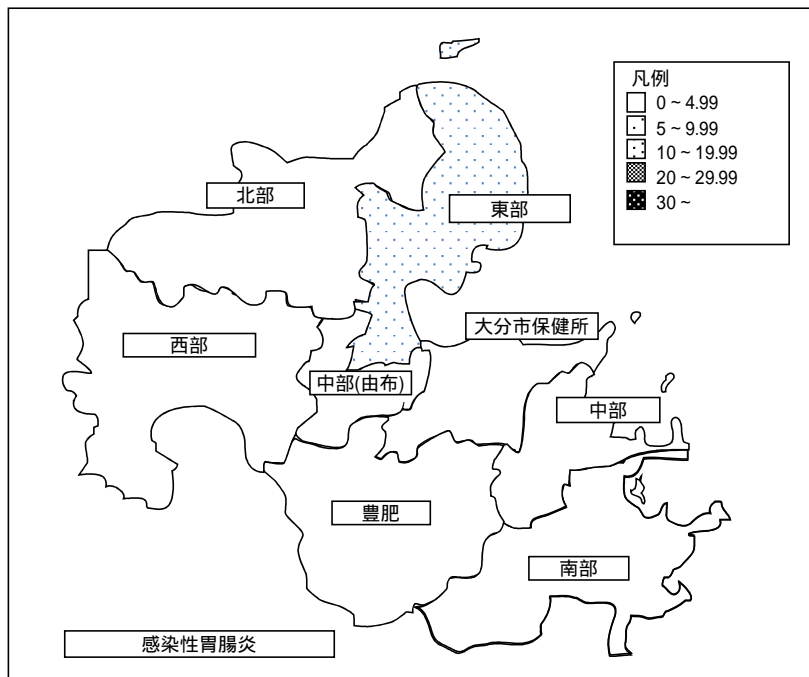 凡例
0 ~ 4.99
5 ~ 9.99
10 ~ 19.99
20 ~ 29.99
30 ~
北部
東部
大分市保健所
西部
中部(由布)
中部
豊肥
南部
感染性胃腸炎